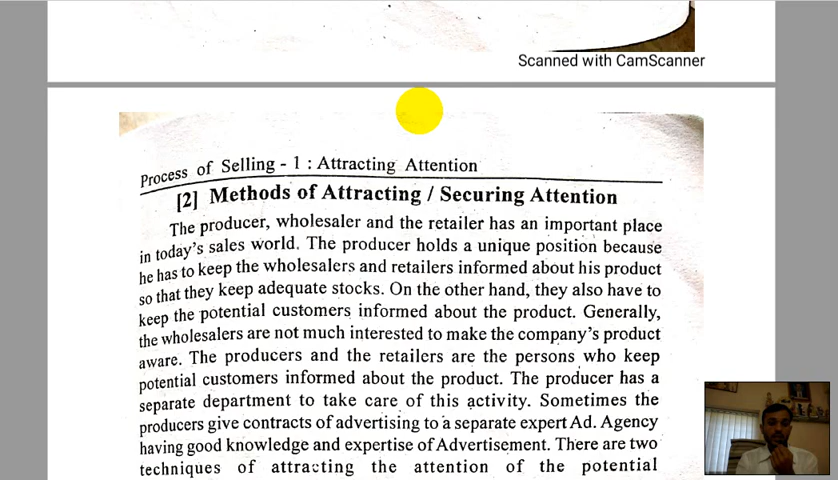 Scanned with CamScanner
Process of Selling - 1 : Attracting Attention
[2] Methods of Attracting / Securing Attention
The producer, wholesaler and the retailer has an important place
in today's sales world. The producer holds a unique position because
he has to keep the wholesalers and retailers informed about his product
so that they keep adequate stocks. On the other hand, they also have to
keep the potential customers informed about the product. Generally,
the wholesalers are not much interested to make the company's product
aware. The producers and the retailers are the persons who keep
potential customers informed about the product. The producer has a
separate department to take care of this activity. Sometimes the
producers give contracts of advertising to a separate expert Ad. Agency
having good knowledge and expertise of Advertisement. There are two
techniques of attracting the attention of the potential